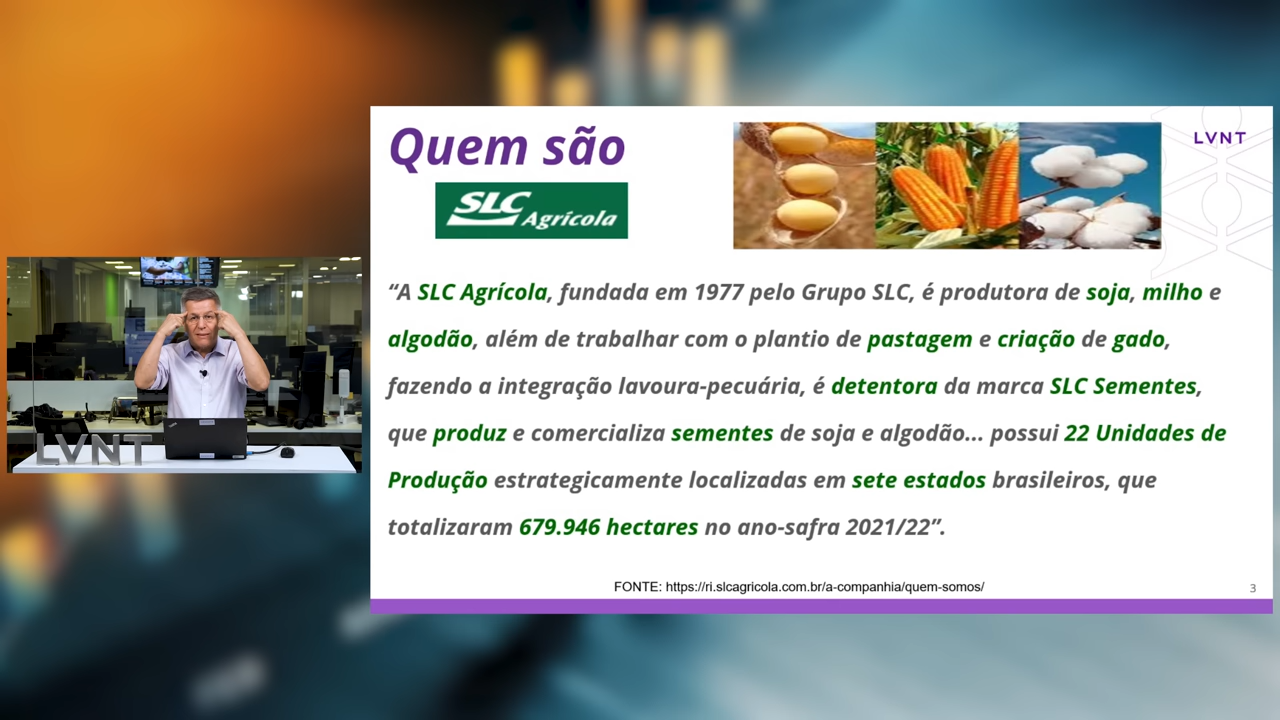 Quem são
LVNT
SLC
Agrícola
“A SLC Agrícola, fundada em 1977 pelo Grupo SLC, é produtora de soja, milho e
algodão, além de trabalhar com o plantio de pastagem e criação de gado,
fazendo a integração lavoura-pecuária, é detentora da marca SLC Sementes,
que produz e comercializa sementes de soja e algodão... possui 22 Unidades de
Produção estrategicamente localizadas em sete estados brasileiros, que
totalizaram 679.946 hectares no ano-safra 2021/22”.
FONTE: https://ri.slcagricola.com.br/a-companhia/quem-somos/
3
LVNT